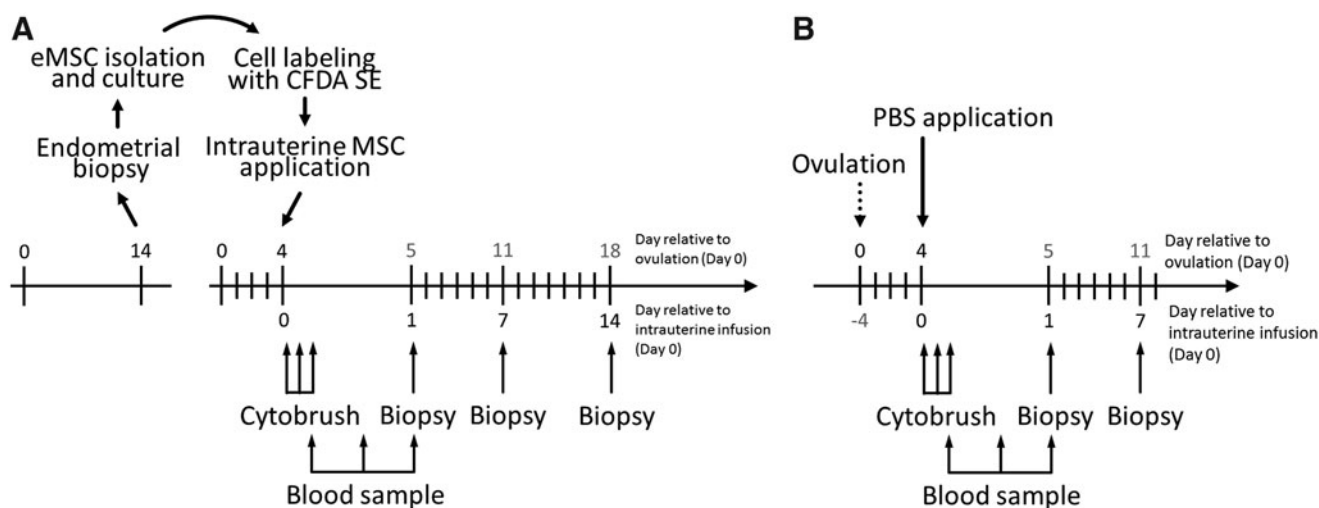 A
eMSC isolation
and culture
Cell labeling
with CFDA SE
Endometrial
biopsy
Intrauterine MSC
application
0
14
0
4
5
11
18
Day relative to
ovulation (Day 0)
0
1
7
14
Day relative to
intrauterine infusion
(Day 0)
Cytobrush
Biopsy
Biopsy
Biopsy
Blood sample
B
PBS application
Ovulation
0
4
5
11
Day relative to
ovulation (Day 0)
-4
0
1
7
Day relative to
intrauterine infusion
(Day 0)
Cytobrush
Biopsy
Biopsy
Blood sample